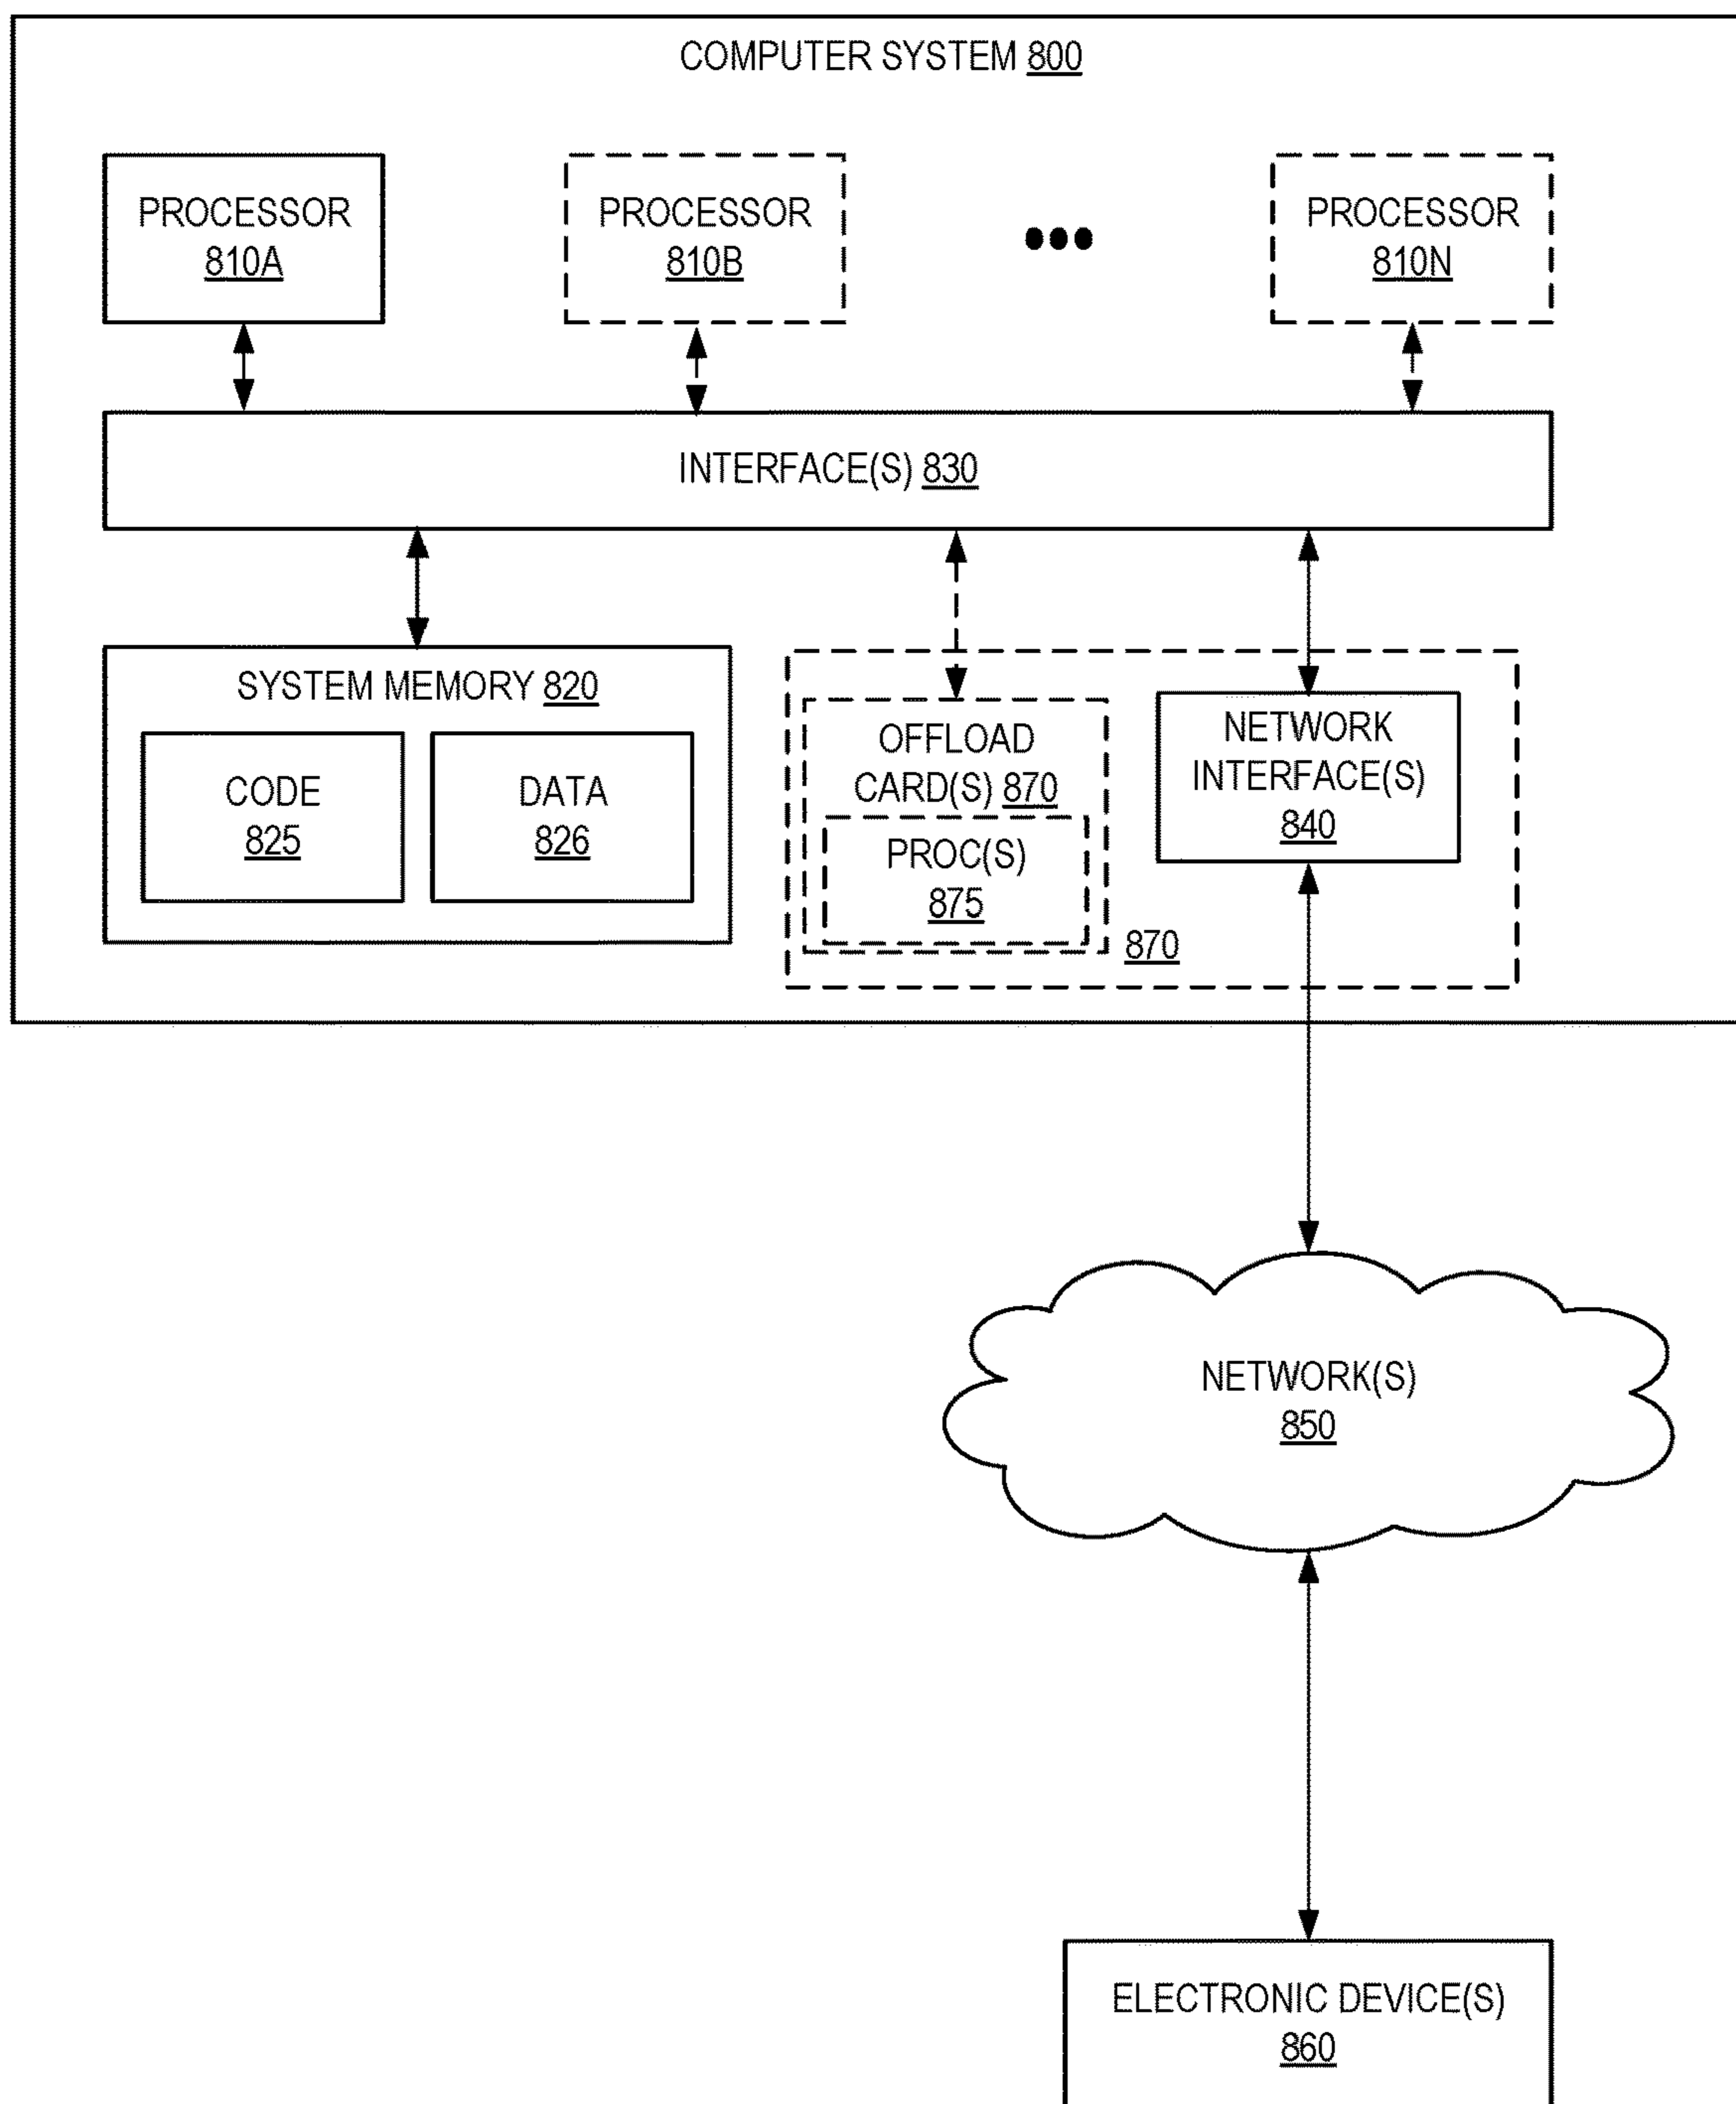 COMPUTER SYSTEM 800
PROCESSOR
810A
PROCESSOR
810B
PROCESSOR
810N
INTERFACE(S) 830
SYSTEM MEMORY 820
CODE
825
DATA
826
OFFLOAD
CARD(S) 870
PROC(S)
875
870
NETWORK
INTERFACE(S)
840
NETWORK(S)
850
ELECTRONIC DEVICE(S)
860